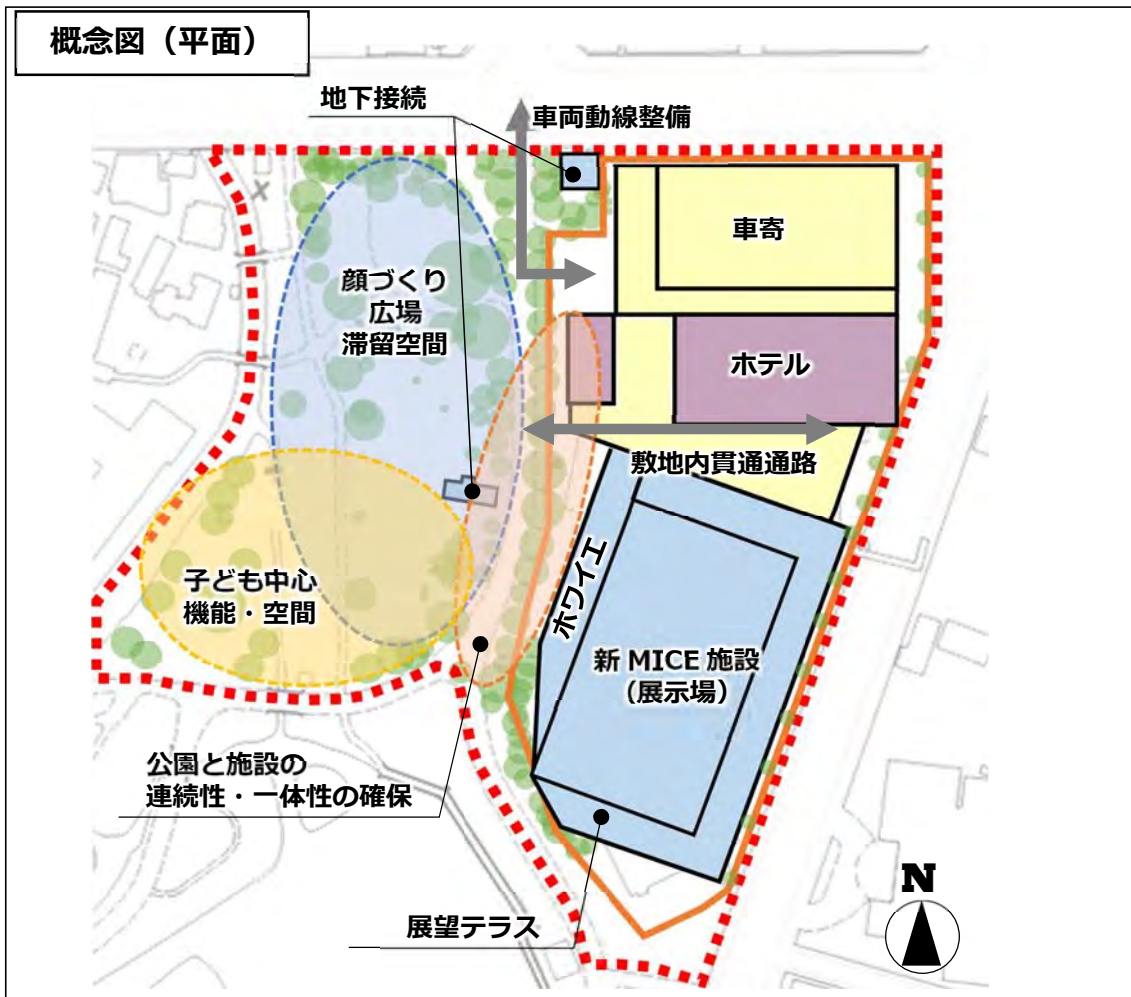 概念図（平面）
地下接続
車両動線整備
車寄
顔づくり
広場
滞留空間
ホテル
敷地内貫通通路
子ども中心
機能・空間
ホワイエ
新 MICE 施設
（展示場）
公園と施設の
連続性・一体性の確保
展望テラス
N